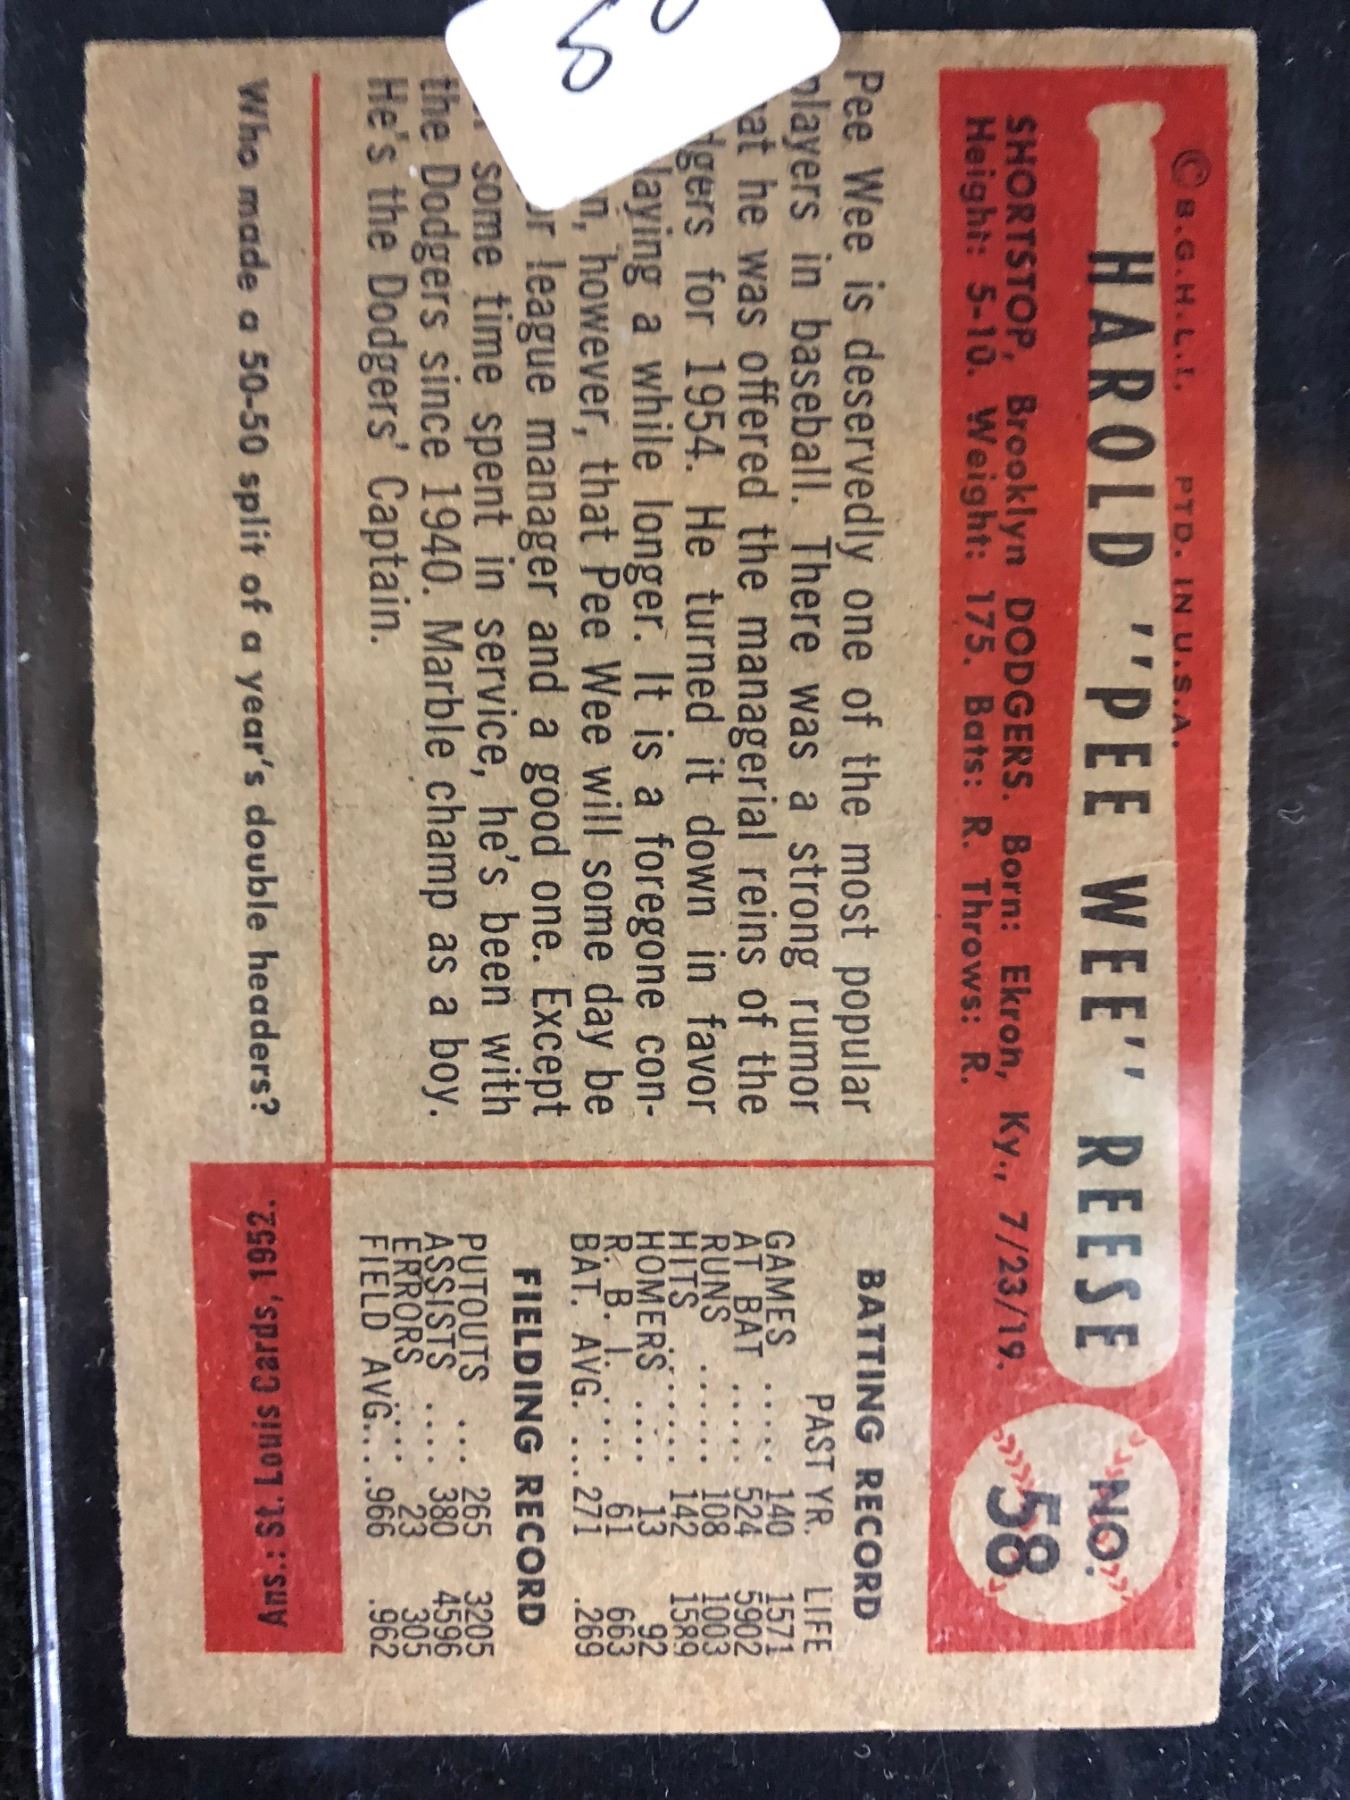 © B.G.H.L.I. PTD. IN U.S.A.
HAROLD "PEE WEE" REESE
NO. 58
SHORTSTOP, Brooklyn DODGERS. Born: Ekron, Ky., 7/23/19.
Height: 5-10. Weight: 175. Bats: R. Throws: R.
Pee Wee is deservedly one of the most popular
players in baseball. There was a strong rumor
at he was offered the managerial reins of the
dgers for 1954. He turned it down in favor
laying a while longer. It is a foregone con-
n, however, that Pee Wee will some day be
r league manager and a good one. Except
some time spent in service, he's been with
the Dodgers since 1940. Marble champ as a boy.
He's the Dodgers' Captain.
BATTING RECORD
PAST YR. LIFE
GAMES ..... 140 1571
AT BAT ..... 524 5902
RUNS ...... 108 1003
HITS ...... 142 1589
HOMERS ..... 13 92
R. B. I. .... 61 663
BAT. AVG. ... .271 .269
FIELDING RECORD
PUTOUTS ... 265 3205
ASSISTS .... 380 4596
ERRORS .... 23 305
FIELD AVG. ... .966 .962
Who made a 50-50 split of a year's double headers?
Ans.: St. Louis Cards, 1952.